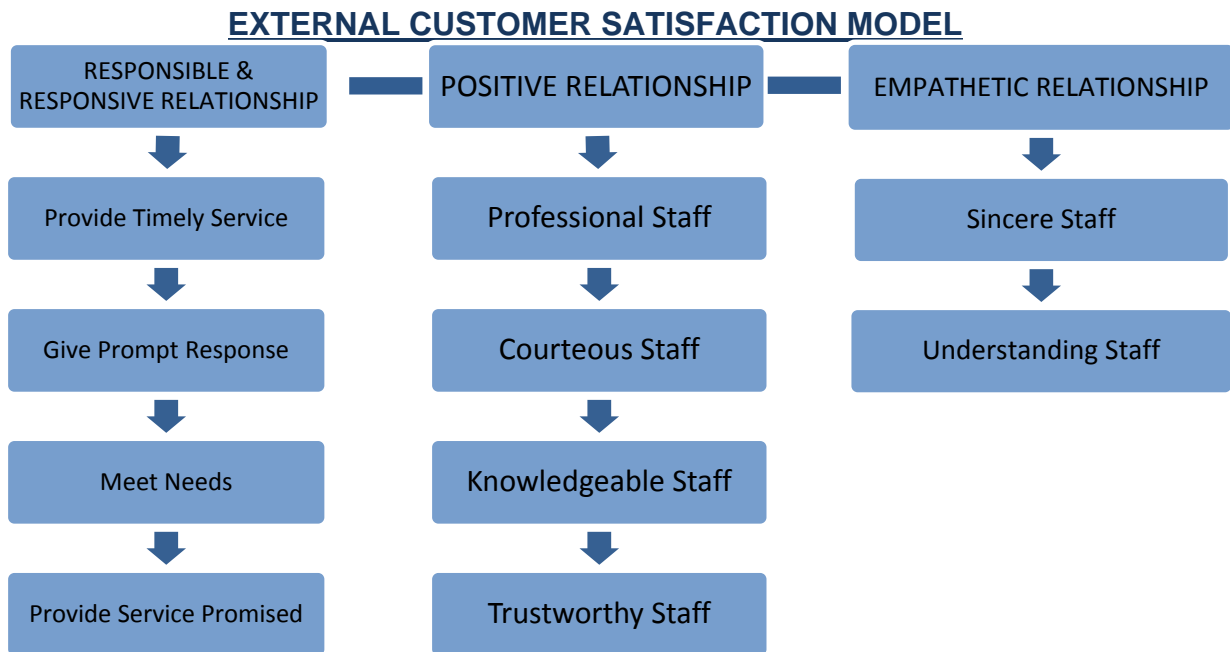 EXTERNAL CUSTOMER SATISFACTION MODEL
RESPONSIBLE &
RESPONSIVE RELATIONSHIP
Provide Timely Service
Give Prompt Response
Meet Needs
Provide Service Promised
POSITIVE RELATIONSHIP
Professional Staff
Courteous Staff
Knowledgeable Staff
Trustworthy Staff
EMPATHETIC RELATIONSHIP
Sincere Staff
Understanding Staff